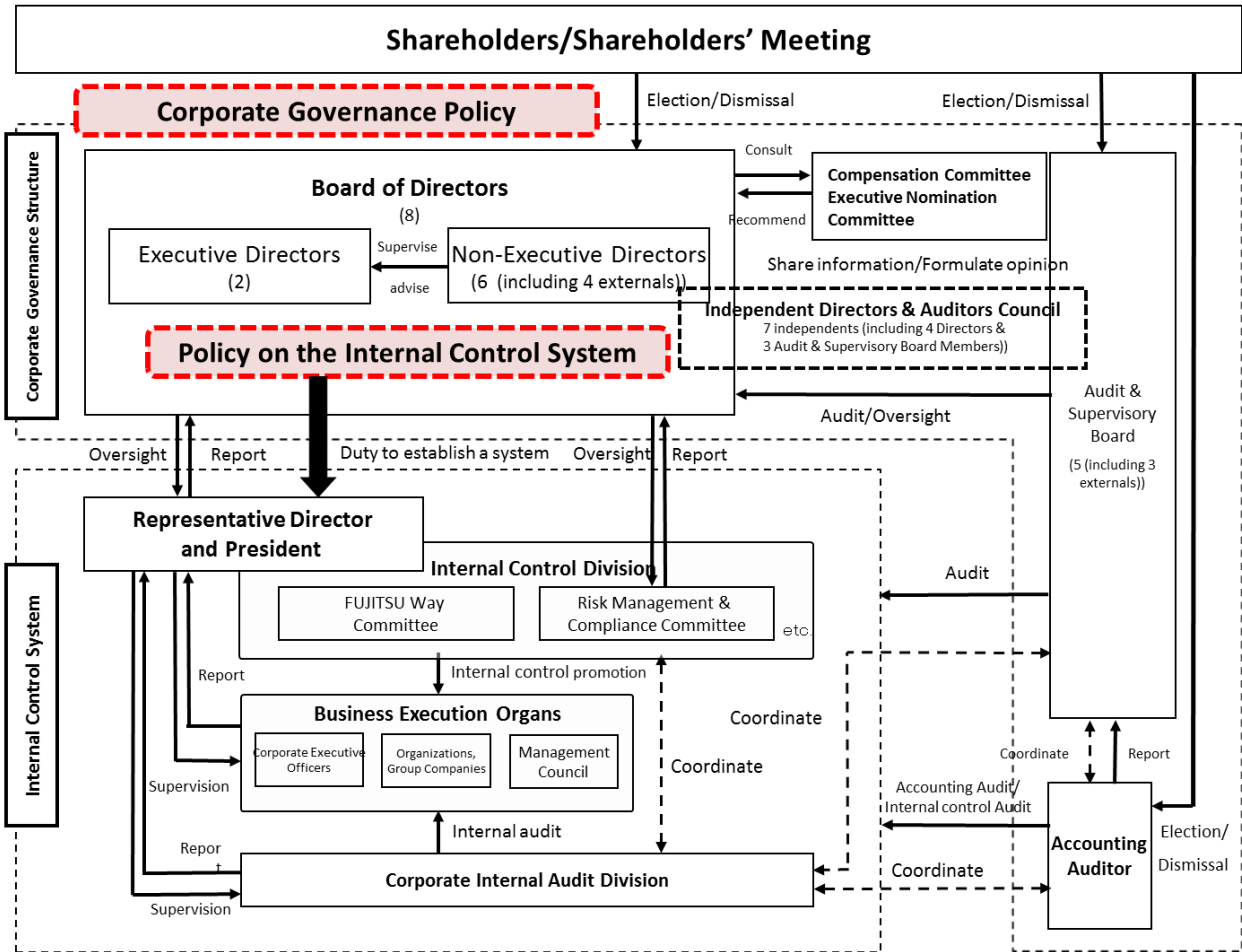 Shareholders/Shareholders’ Meeting
Election/Dismissal
Election/Dismissal
Corporate Governance Policy
Corporate Governance Structure
Board of Directors
(8)
Consult
Recommend
Compensation Committee
Executive Nomination
Committee
Executive Directors
(2)
Supervise
advise
Non-Executive Directors
(6 (including 4 externals))
Share information/Formulate opinion
Independent Directors & Auditors Council
7 independents (including 4 Directors &
3 Audit & Supervisory Board Members))
Policy on the Internal Control System
Audit &
Supervisory
Board
(5 (including 3
externals))
Audit/Oversight
Oversight
Report
Duty to establish a system
Oversight
Report
Internal Control System
Representative Director
and President
Internal Control Division
FUJITSU Way
Committee
Risk Management &
Compliance Committee
etc.
Audit
Report
Internal control promotion
Business Execution Organs
Corporate Executive
Officers
Organizations,
Group Companies
Management
Council
Supervision
Coordinate
Coordinate
Coordinate
Report
Accounting Audit/
Internal control Audit
Internal audit
Repor
t
Supervision
Corporate Internal Audit Division
Coordinate
Accounting
Auditor
Election/
Dismissal